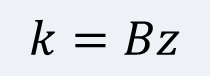 k = Bz